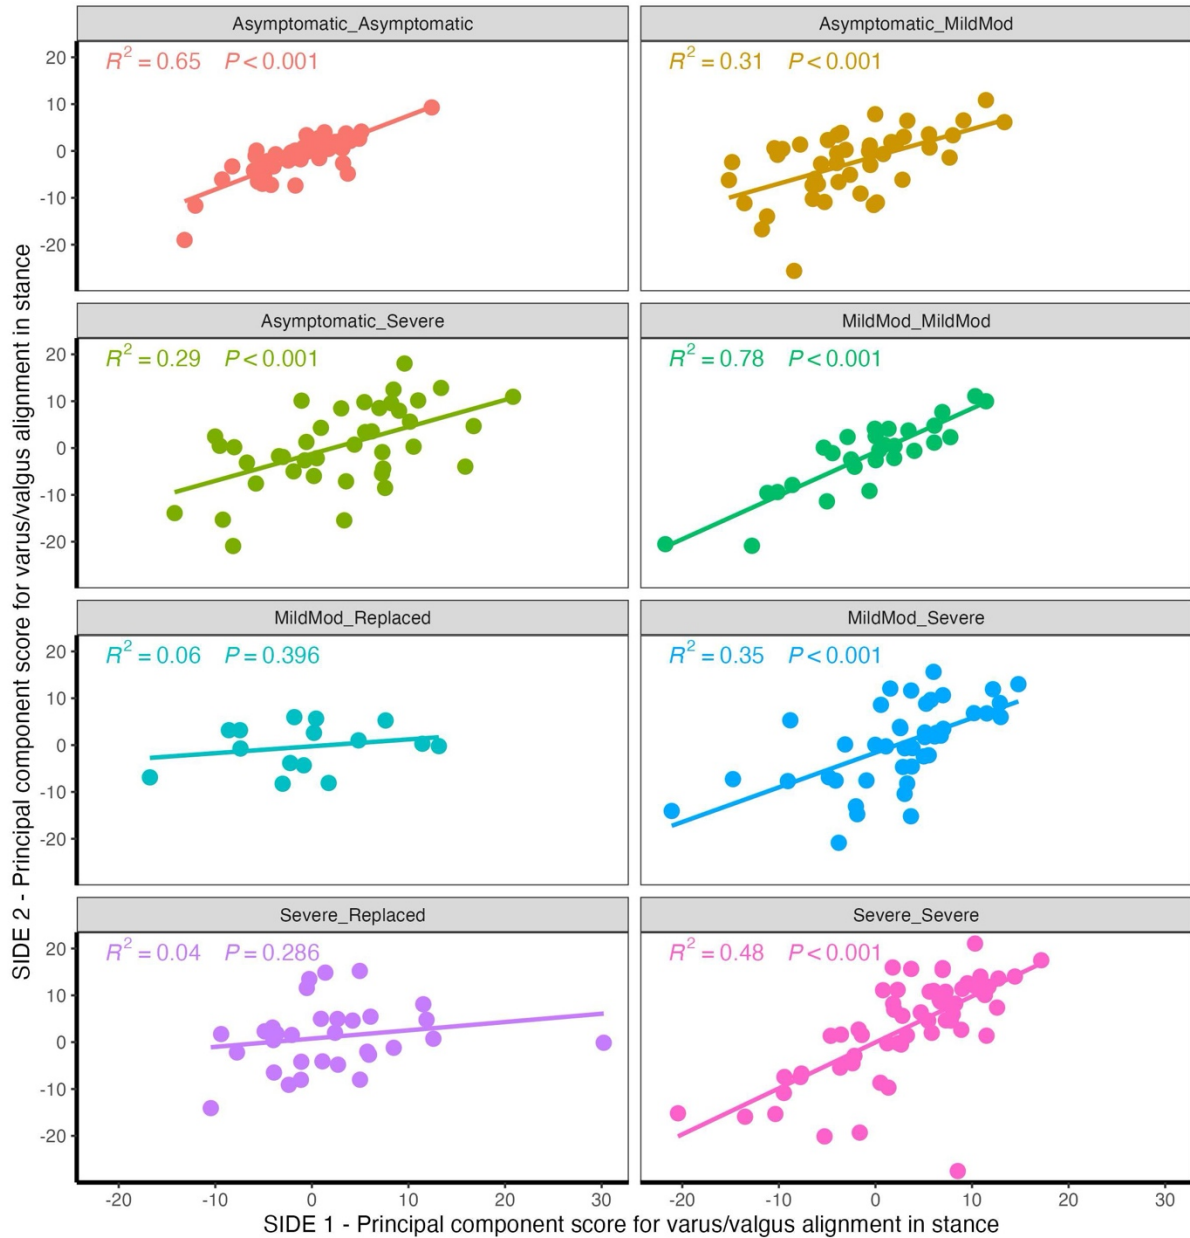 Asymptomatic_Asymptomatic
Asymptomatic_MildMod
R² = 0.65 P < 0.001
R² = 0.31 P < 0.001
20
10
0
-10
-20
Asymptomatic_Severe
MildMod_MildMod
R² = 0.29 P < 0.001
R² = 0.78 P < 0.001
20
10
0
-10
-20
MildMod_Replaced
MildMod_Severe
R² = 0.06 P = 0.396
R² = 0.35 P < 0.001
20
10
0
-10
-20
Severe_Replaced
Severe_Severe
R² = 0.04 P = 0.286
R² = 0.48 P < 0.001
20
10
0
-10
-20
-20 -10 0 10 20 30
-20 -10 0 10 20 30
SIDE 1 - Principal component score for varus/valgus alignment in stance
SIDE 2 - Principal component score for varus/valgus alignment in stance